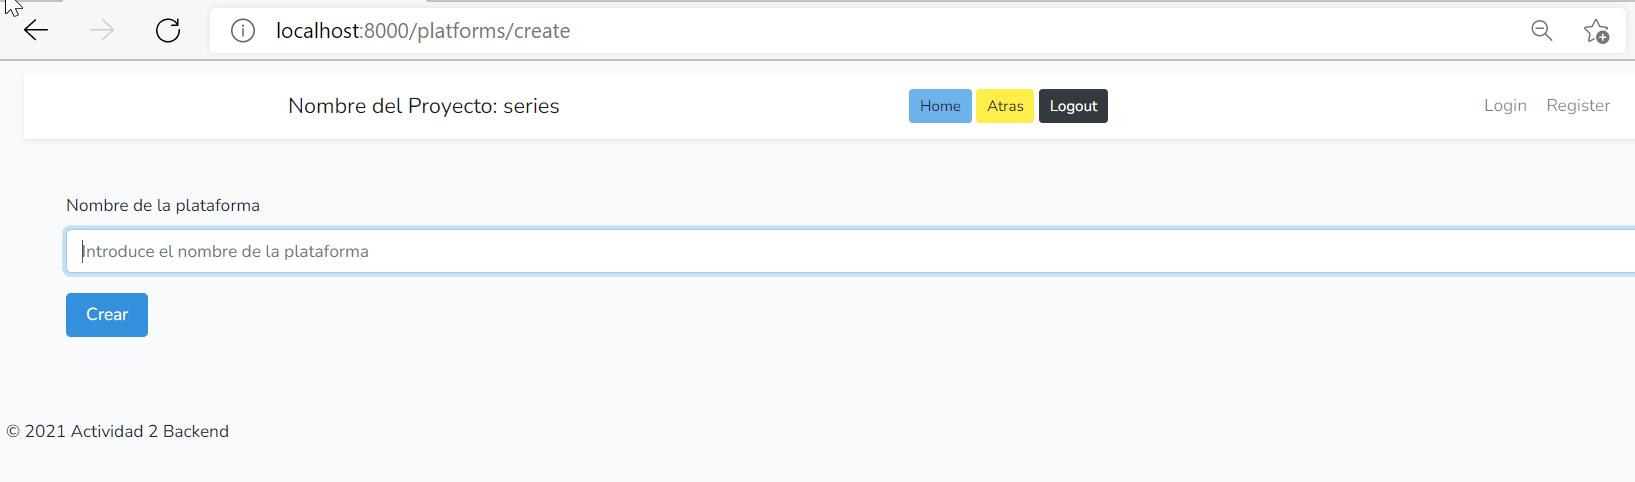 localhost:8000/platforms/create
Nombre del Proyecto: series Home Atras Logout Login Register
Nombre de la plataforma
Introduce el nombre de la plataforma
Crear
© 2021 Actividad 2 Backend